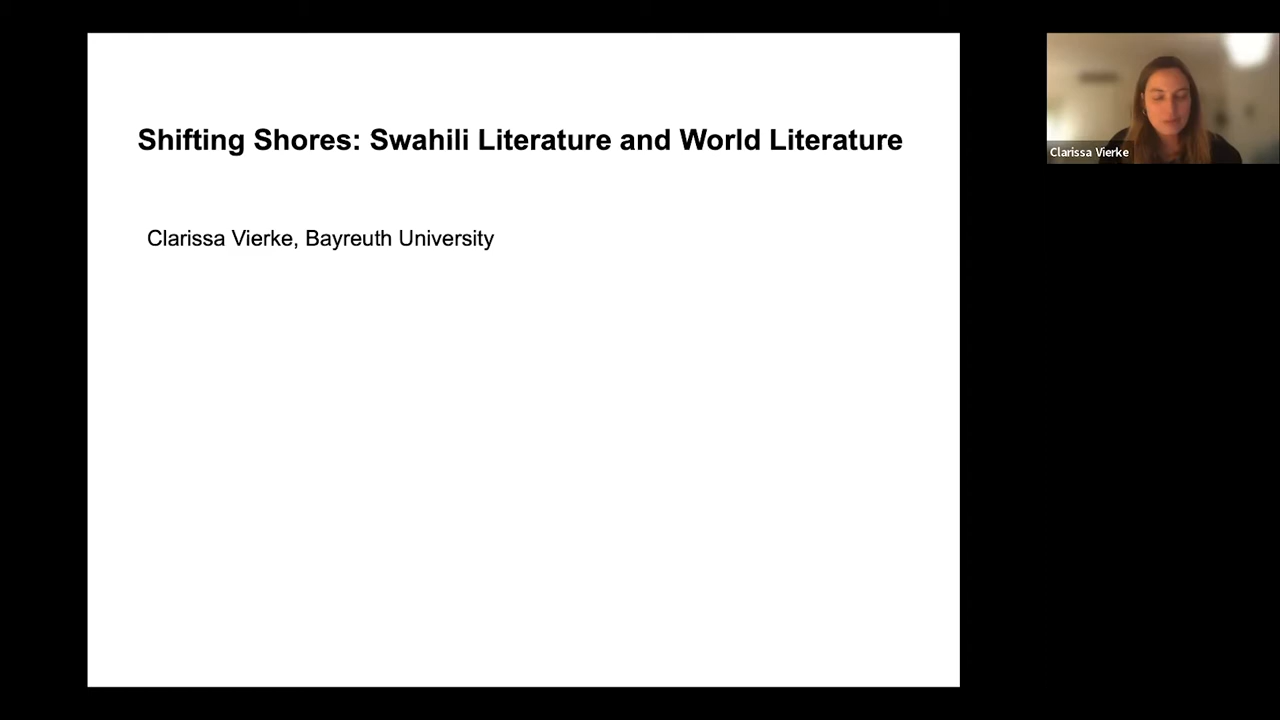 Shifting Shores: Swahili Literature and World Literature
Clarissa Vierke, Bayreuth University
Clarissa Vierke